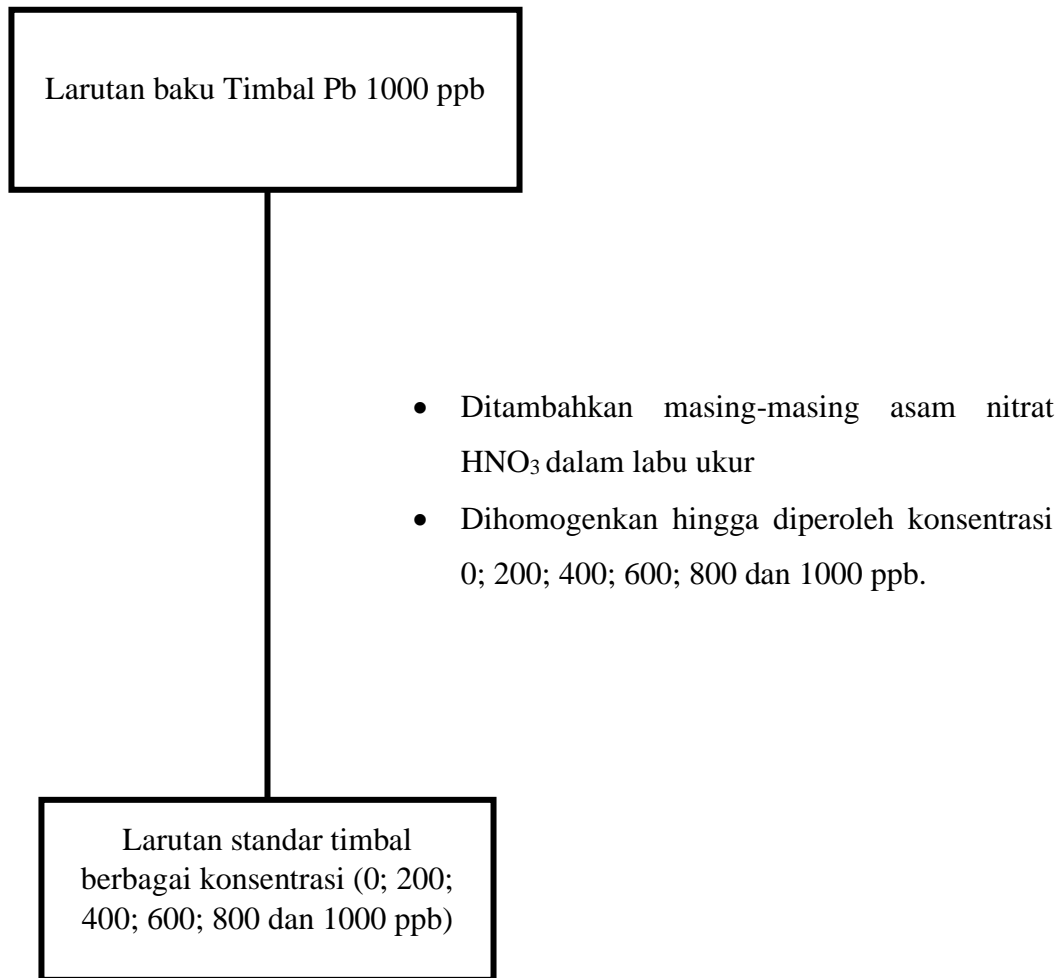 Larutan baku Timbal Pb 1000 ppb
• Ditambahkan masing-masing asam nitrat
HNO₃ dalam labu ukur
• Dihomogenkan hingga diperoleh konsentrasi
0; 200; 400; 600; 800 dan 1000 ppb.
Larutan standar timbal
berbagai konsentrasi (0; 200;
400; 600; 800 dan 1000 ppb)